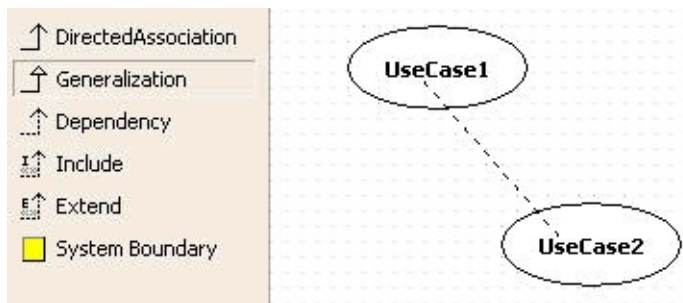 DirectedAssociation
Generalization
Dependency
Include
Extend
System Boundary
UseCase1
UseCase2